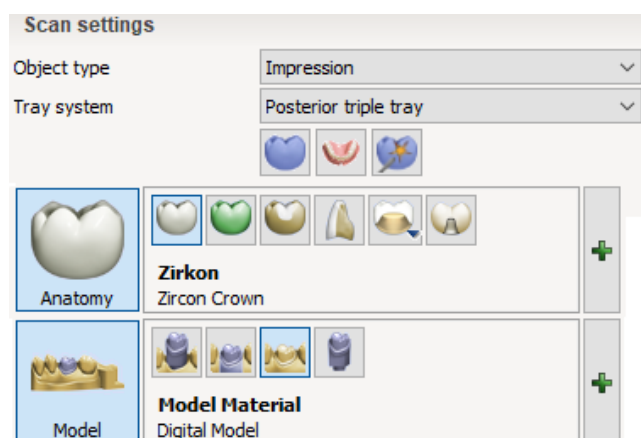 Scan settings
Object type
Impression
Tray system
Posterior triple tray
Anatomy
Zirkon
Zircon Crown
Model
Model Material
Digital Model